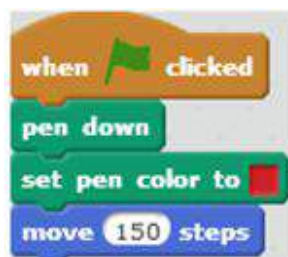 when clicked
pen down
set pen color to
move 150 steps